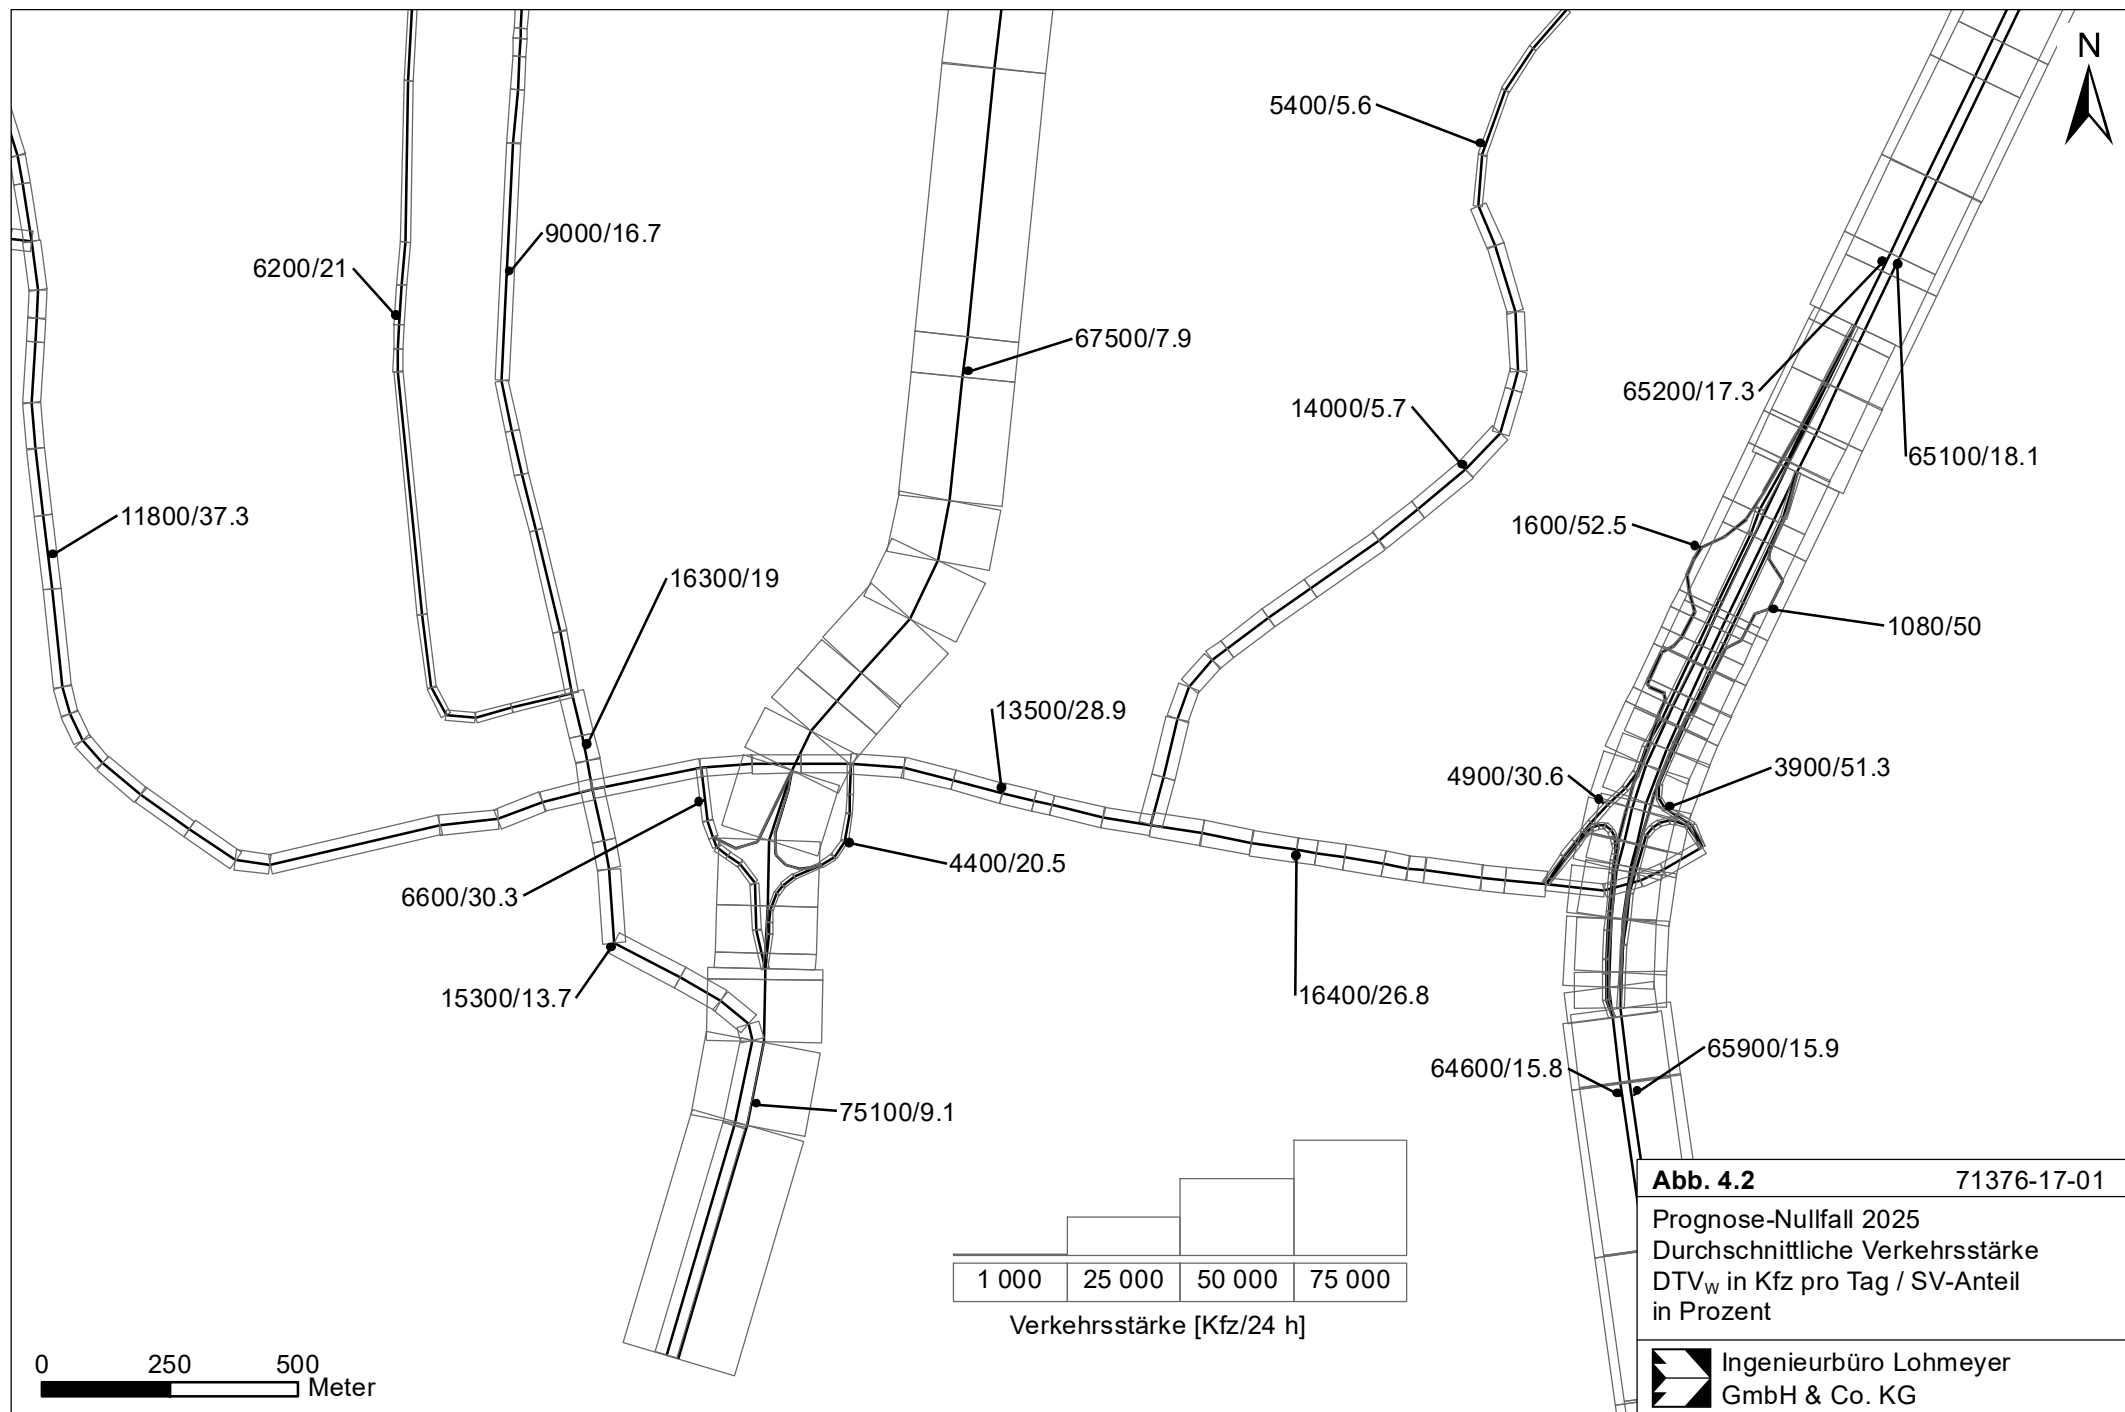 N
5400/5.6
9000/16.7
6200/21
67500/7.9
65200/17.3
14000/5.7
65100/18.1
11800/37.3
1600/52.5
16300/19
1080/50
13500/28.9
4900/30.6
3900/51.3
4400/20.5
6600/30.3
15300/13.7
16400/26.8
65900/15.9
64600/15.8
75100/9.1
1 000 25 000 50 000 75 000
Verkehrsstärke [Kfz/24 h]
0 250 500
Meter
Abb. 4.2 71376-17-01
Prognose-Nullfall 2025
Durchschnittliche Verkehrsstärke
DTVw in Kfz pro Tag / SV-Anteil
in Prozent
Ingenieurbüro Lohmeyer
GmbH & Co. KG